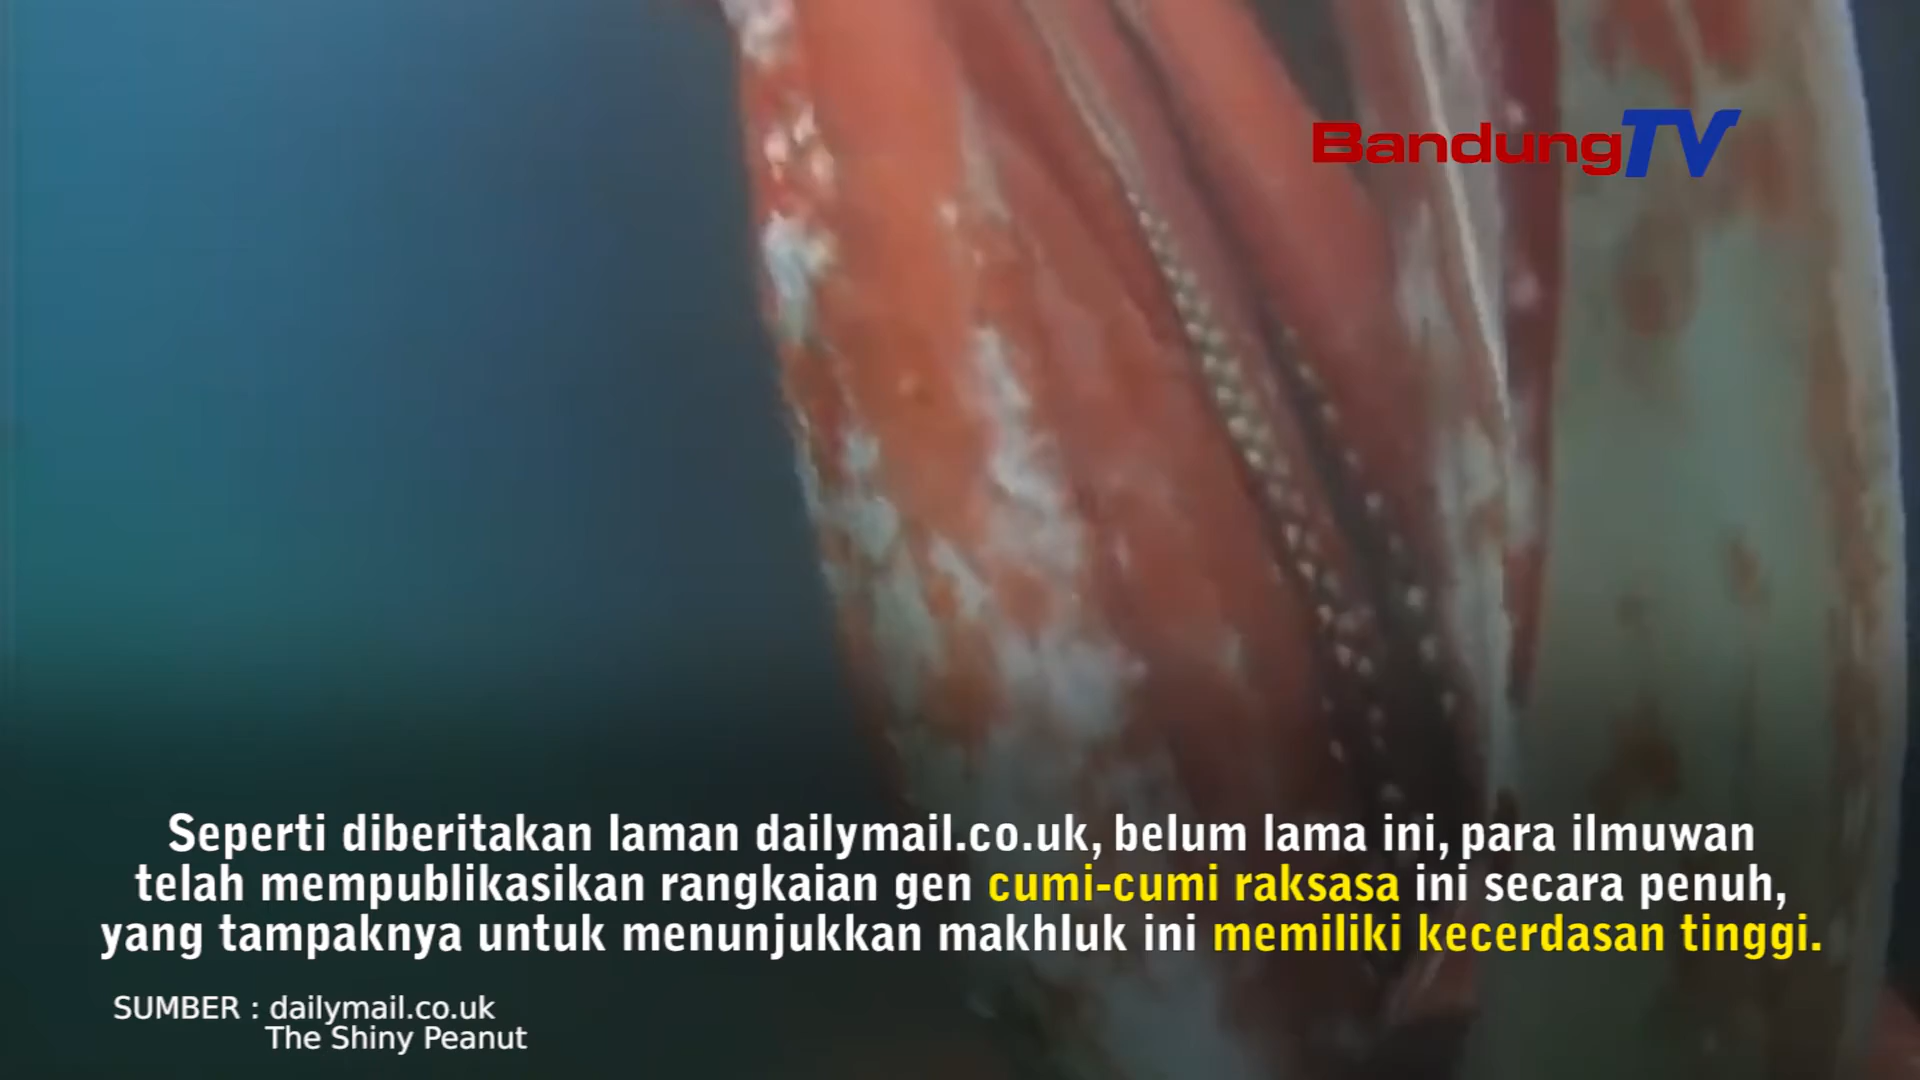 BandungTV
Seperti diberitakan laman dailymail.co.uk, belum lama ini, para ilmuwan
telah mempublikasikan rangkaian gen cumi-cumi raksasa ini secara penuh,
yang tampaknya untuk menunjukkan makhluk ini memiliki kecerdasan tinggi.
SUMBER : dailymail.co.uk
The Shiny Peanut